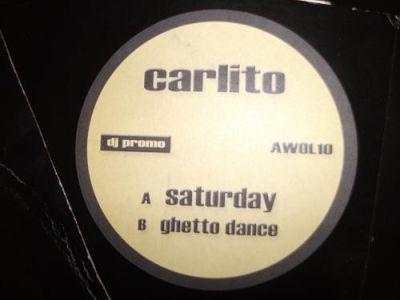 carlito
dj promo AWOL10
A saturday
B ghetto dance